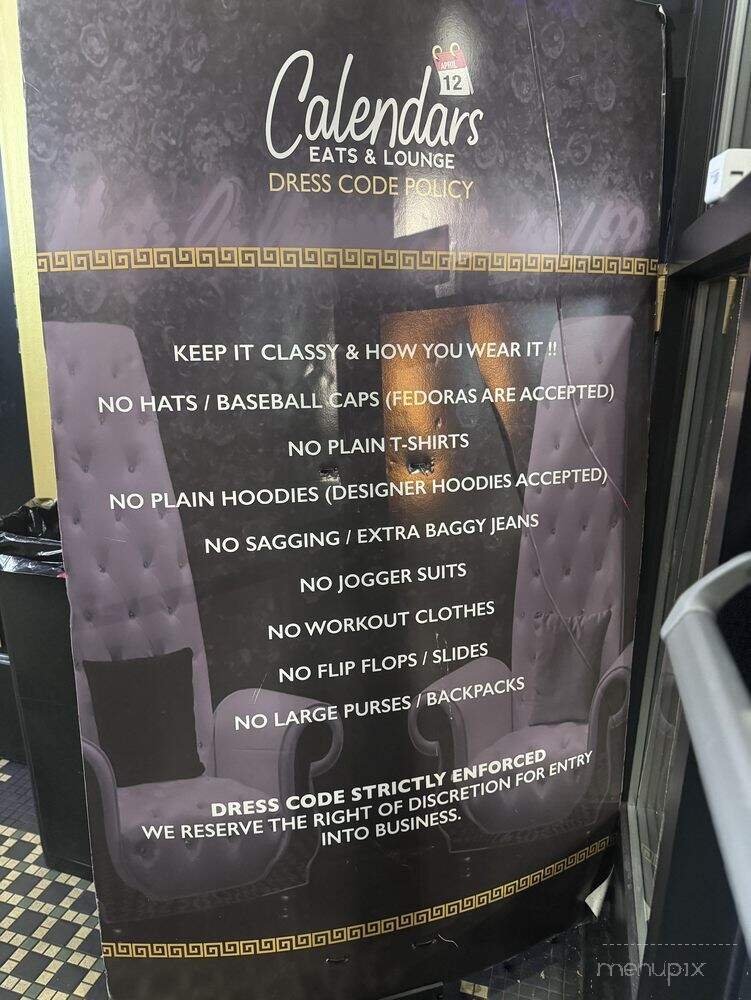 APRIL
12
Calendars
EATS & LOUNGE
DRESS CODE POLICY
KEEP IT CLASSY & HOW YOU WEAR IT !!
NO HATS / BASEBALL CAPS (FEDORAS ARE ACCEPTED)
NO PLAIN T-SHIRTS
NO PLAIN HOODIES (DESIGNER HOODIES ACCEPTED)
NO SAGGING / EXTRA BAGGY JEANS
NO JOGGER SUITS
NO WORKOUT CLOTHES
NO FLIP FLOPS / SLIDES
NO LARGE PURSES / BACKPACKS
DRESS CODE STRICTLY ENFORCED
WE RESERVE THE RIGHT OF DISCRETION FOR ENTRY
INTO BUSINESS.
menupix